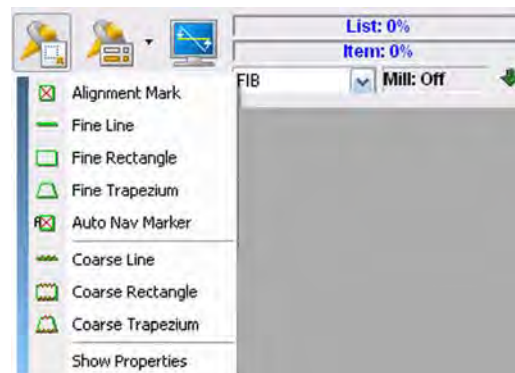 List: 0%
Item: 0%
FIB Mill: Off
Alignment Mark
Fine Line
Fine Rectangle
Fine Trapezium
A Auto Nav Marker
Coarse Line
Coarse Rectangle
Coarse Trapezium
Show Properties